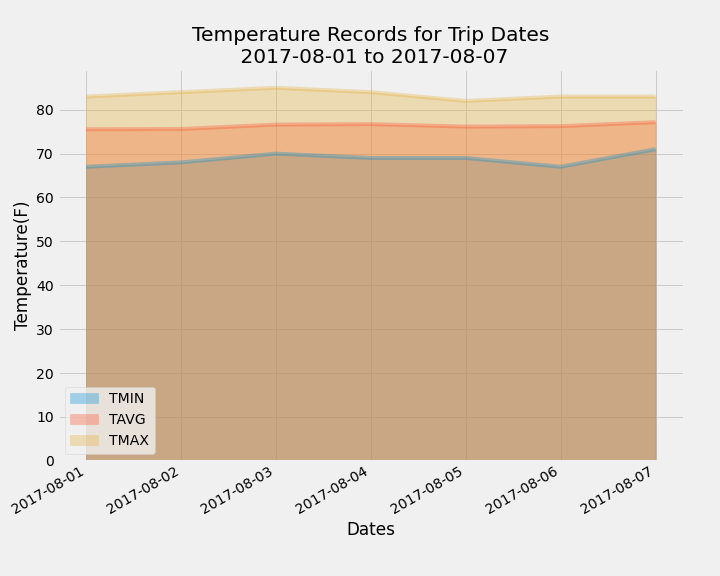 Temperature Records for Trip Dates
2017-08-01 to 2017-08-07
Temperature(F)
80
70
60
50
40
30
20
10
0
TMIN
TAVG
TMAX
2017-08-01
2017-08-02
2017-08-03
2017-08-04
2017-08-05
2017-08-06
2017-08-07
Dates